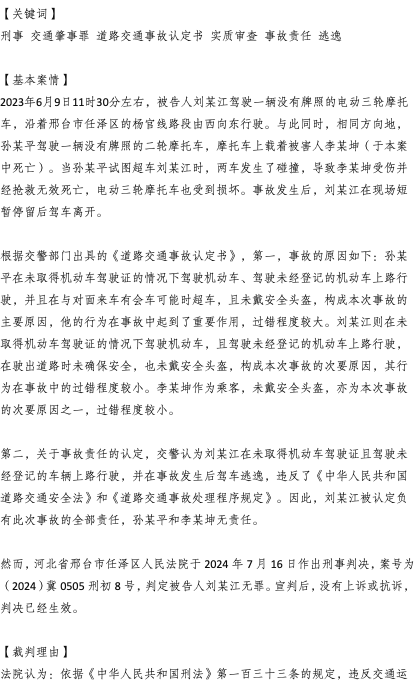 【关键词】
刑事 交通肇事罪 道路交通事故认定书 实质审查 事故责任 逃逸
【基本案情】
2023年6月9日11时30分左右，被告人刘某江驾驶一辆没有牌照的电动三轮摩托
车，沿着邢台市任泽区的杨官线路段由西向东行驶。与此同时，相同方向地，
孙某平驾驶一辆没有牌照的二轮摩托车，摩托车上载着被害人李某坤（于本案
中死亡）。当孙某平试图超车刘某江时，两车发生了碰撞，导致李某坤受伤并
经抢救无效死亡，电动三轮摩托车也受到损坏。事故发生后，刘某江在现场短
暂停留后驾车离开。
根据交警部门出具的《道路交通事故认定书》，第一，事故的原因如下：孙某
平在未取得机动车驾驶证的情况下驾驶机动车、驾驶未经登记的机动车上路行
驶，并且在与对面来车有会车可能时超车，且未戴安全头盔，构成本次事故的
主要原因，他的行为在事故中起到了重要作用，过错程度较大。刘某江则在未
取得机动车驾驶证的情况下驾驶机动车，且驾驶未经登记的机动车上路行驶，
在驶出道路时未确保安全，也未戴安全头盔，构成本次事故的次要原因，其行
为在事故中的过错程度较小。李某坤作为乘客，未戴安全头盔，亦为本次事故
的次要原因之一，过错程度较小。
第二，关于事故责任的认定，交警认为刘某江在未取得机动车驾驶证且驾驶未
经登记的车辆上路行驶，并在事故发生后驾车逃逸，违反了《中华人民共和国
道路交通安全法》和《道路交通事故处理程序规定》。因此，刘某江被认定负
有此次事故的全部责任，孙某平和李某坤无责任。
然而，河北省邢台市任泽区人民法院于 2024 年 7 月 16 日作出刑事判决，案号为
（2024）冀 0505 刑初 8 号，判定被告人刘某江无罪。宣判后，没有上诉或抗诉，
判决已经生效。
【裁判理由】
法院认为：依据《中华人民共和国刑法》第一百三十三条的规定，违反交通运